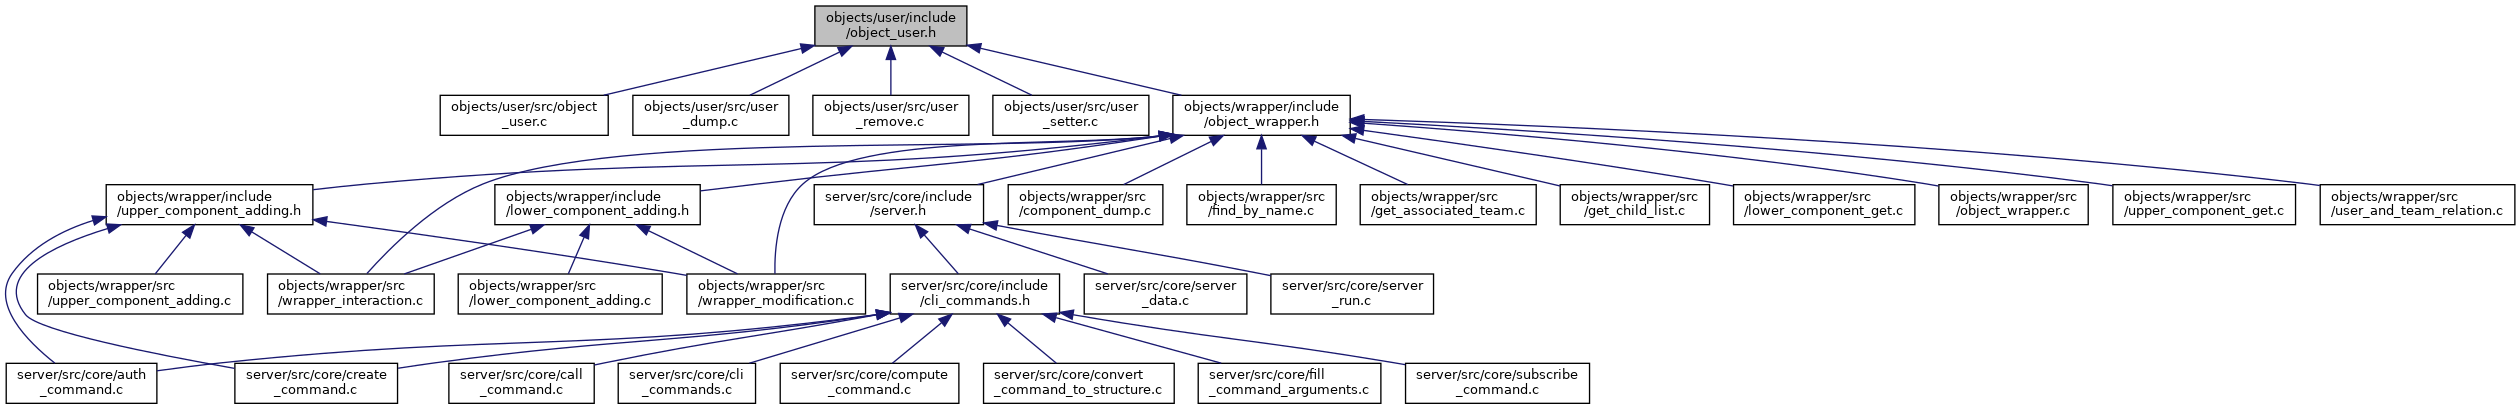 objects/user/include
/object_user.h
objects/user/src/object
_user.c
objects/user/src/user
_dump.c
objects/user/src/user
_remove.c
objects/user/src/user
_setter.c
objects/wrapper/include
/object_wrapper.h
objects/wrapper/include
/upper_component_adding.h
objects/wrapper/include
/lower_component_adding.h
server/src/core/include
/server.h
objects/wrapper/src
/component_dump.c
objects/wrapper/src
/find_by_name.c
objects/wrapper/src
/get_associated_team.c
objects/wrapper/src
/get_child_list.c
objects/wrapper/src
/lower_component_get.c
objects/wrapper/src
/object_wrapper.c
objects/wrapper/src
/upper_component_get.c
objects/wrapper/src
/user_and_team_relation.c
objects/wrapper/src
/upper_component_adding.c
objects/wrapper/src
/wrapper_interaction.c
objects/wrapper/src
/lower_component_adding.c
objects/wrapper/src
/wrapper_modification.c
server/src/core/include
/cli_commands.h
server/src/core/server
_data.c
server/src/core/server
_run.c
server/src/core/auth
_command.c
server/src/core/create
_command.c
server/src/core/call
_command.c
server/src/core/cli
_commands.c
server/src/core/compute
_command.c
server/src/core/convert
_command_to_structure.c
server/src/core/fill
_command_arguments.c
server/src/core/subscribe
_command.c